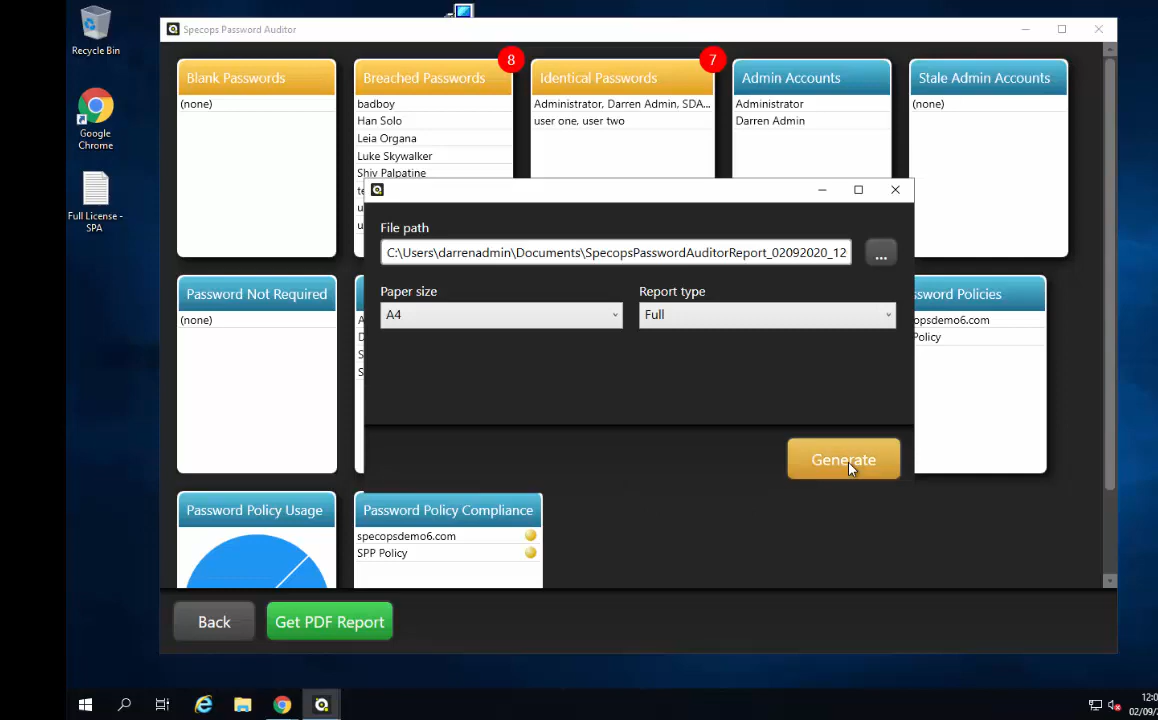 Recycle Bin
Google
Chrome
Full License -
SPA
Specops Password Auditor
Blank Passwords
(none)
Breached Passwords
8
badboy
Han Solo
Leia Organa
Luke Skywalker
Shiv Palpatine
Identical Passwords
7
Administrator, Darren Admin, SDA...
user one, user two
Admin Accounts
Administrator
Darren Admin
Stale Admin Accounts
(none)
File path
C:\Users\darrenadmin\Documents\SpecopsPasswordAuditorReport_02092020_12
...
Paper size
Report type
A4
Full
Generate
Password Not Required
(none)
Policies
Policy
Password Policy Usage
Password Policy Compliance
specopsdemo6.com
SPP Policy
Back
Get PDF Report